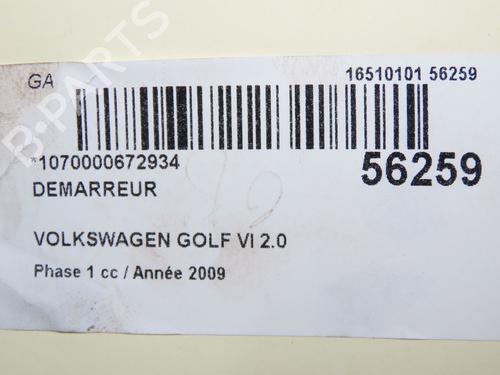 GA
16510101 56259
*1070000672934
56259
DEMARREUR
VOLKSWAGEN GOLF VI 2.0
Phase 1 cc / Année 2009
B-PARTS